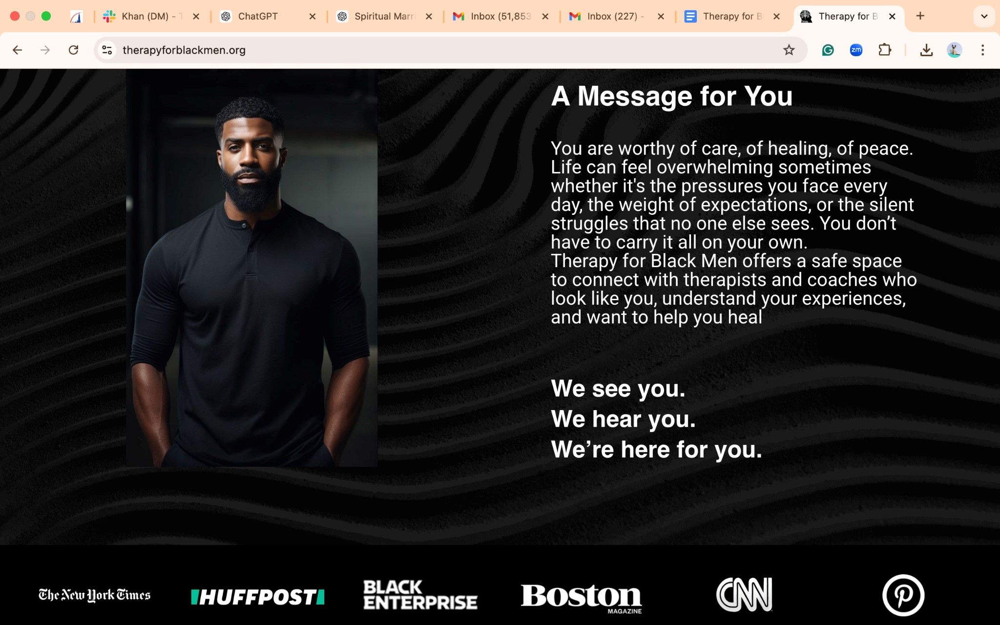 Khan (DM) - T
ChatGPT
Spiritual Marri
Inbox (51,853
Inbox (227) -
Therapy for B
Therapy for B
therapyforblackmen.org
zm
A Message for You
You are worthy of care, of healing, of peace.
Life can feel overwhelming sometimes
whether it's the pressures you face every
day, the weight of expectations, or the silent
struggles that no one else sees. You don’t
have to carry it all on your own.
Therapy for Black Men offers a safe space
to connect with therapists and coaches who
look like you, understand your experiences,
and want to help you heal
We see you.
We hear you.
We’re here for you.
The New York Times
HUFFPOST
BLACK
ENTERPRISE
Boston
MAGAZINE
CNN